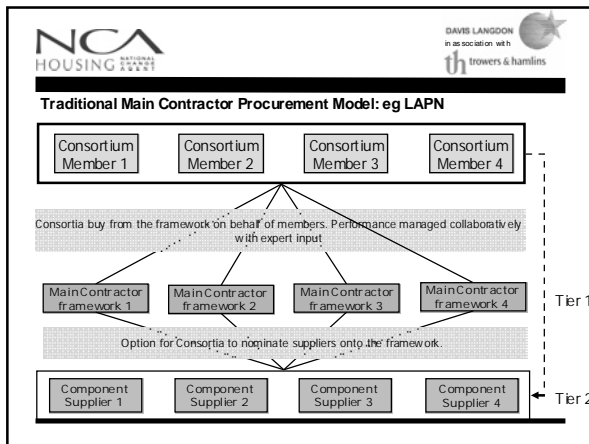 NCA
HOUSING NATIONAL CHANGE AGENT
DAVIS LANGDON
in association with
th trowers & hamlins
Traditional Main Contractor Procurement Model: eg LAPN
Consortium Member 1
Consortium Member 2
Consortium Member 3
Consortium Member 4
Consortia buy from the framework on behalf of members. Performance managed collaboratively
with expert input
Main Contractor framework 1
Main Contractor framework 2
Main Contractor framework 3
Main Contractor framework 4
Tier 1
Option for Consortia to nominate suppliers onto the framework.
Component Supplier 1
Component Supplier 2
Component Supplier 3
Component Supplier 4
Tier 2